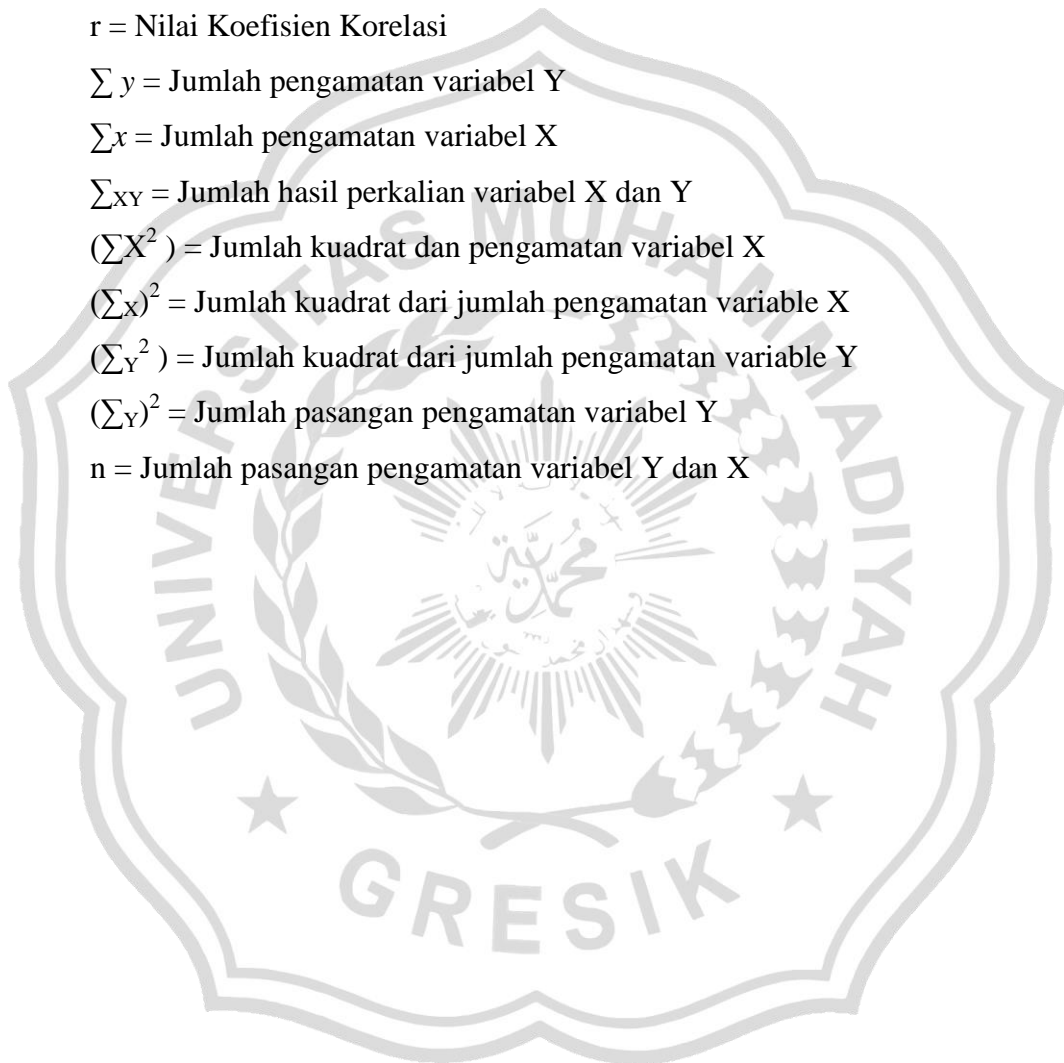 r = Nilai Koefisien Korelasi
∑ y = Jumlah pengamatan variabel Y
∑x = Jumlah pengamatan variabel X
∑XY = Jumlah hasil perkalian variabel X dan Y
(∑X² ) = Jumlah kuadrat dan pengamatan variabel X
(∑X)² = Jumlah kuadrat dari jumlah pengamatan variable X
(∑Y² ) = Jumlah kuadrat dari jumlah pengamatan variable Y
(∑Y)² = Jumlah pasangan pengamatan variabel Y
n = Jumlah pasangan pengamatan variabel Y dan X
UNIVERSITAS MUHAMMADIYAH
GRESIK